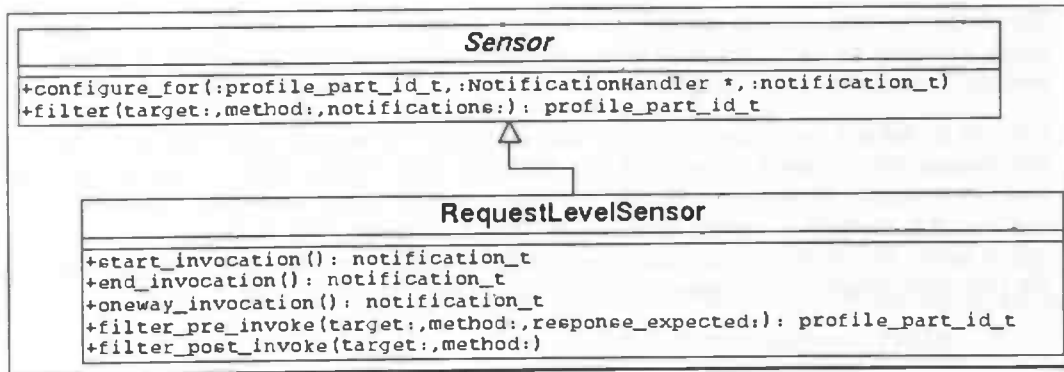 Sensor
+configure_for(:profile_part_id_t,:NotificationHandler *,:notification_t)
+filter(target:,method:,notifications:): profile_part_id_t
RequestLevelSensor
+start_invocation(): notification_t
+end_invocation(): notification_t
+oneway_invocation(): notification_t
+filter_pre_invoke(target:,method:,response_expected:): profile_part_id_t
+filter_post_invoke(target:,method:)